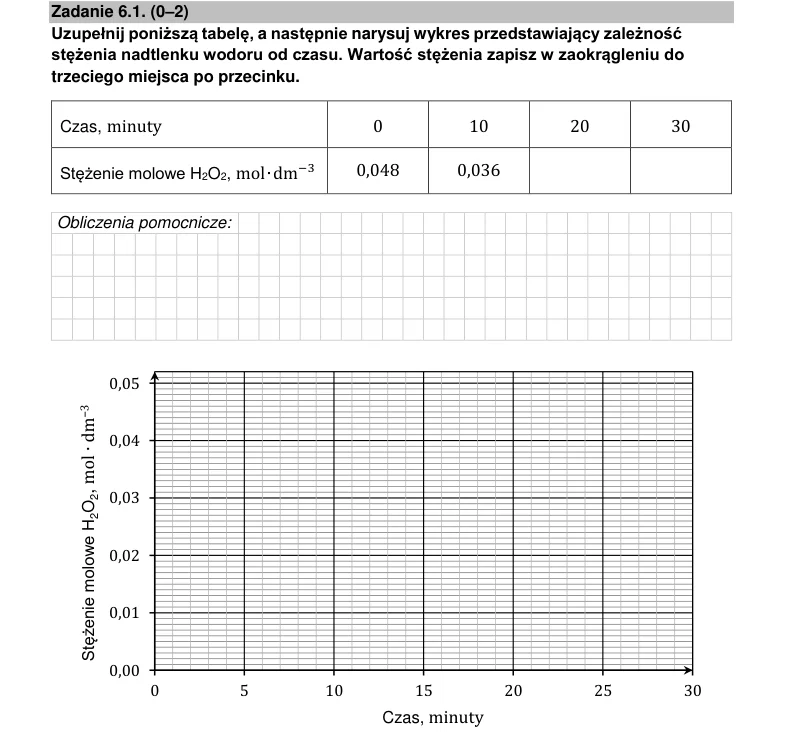 Zadanie 6.1. (0–2)
Uzupełnij poniższą tabelę, a następnie narysuj wykres przedstawiający zależność
stężenia nadtlenku wodoru od czasu. Wartość stężenia zapisz w zaokrągleniu do
trzeciego miejsca po przecinku.
Czas, minuty 0 10 20 30
Stężenie molowe H₂O₂, mol·dm⁻³ 0,048 0,036
Obliczenia pomocnicze:
Stężenie molowe H₂O₂, mol · dm⁻³
0,05
0,04
0,03
0,02
0,01
0,00
0 5 10 15 20 25 30
Czas, minuty